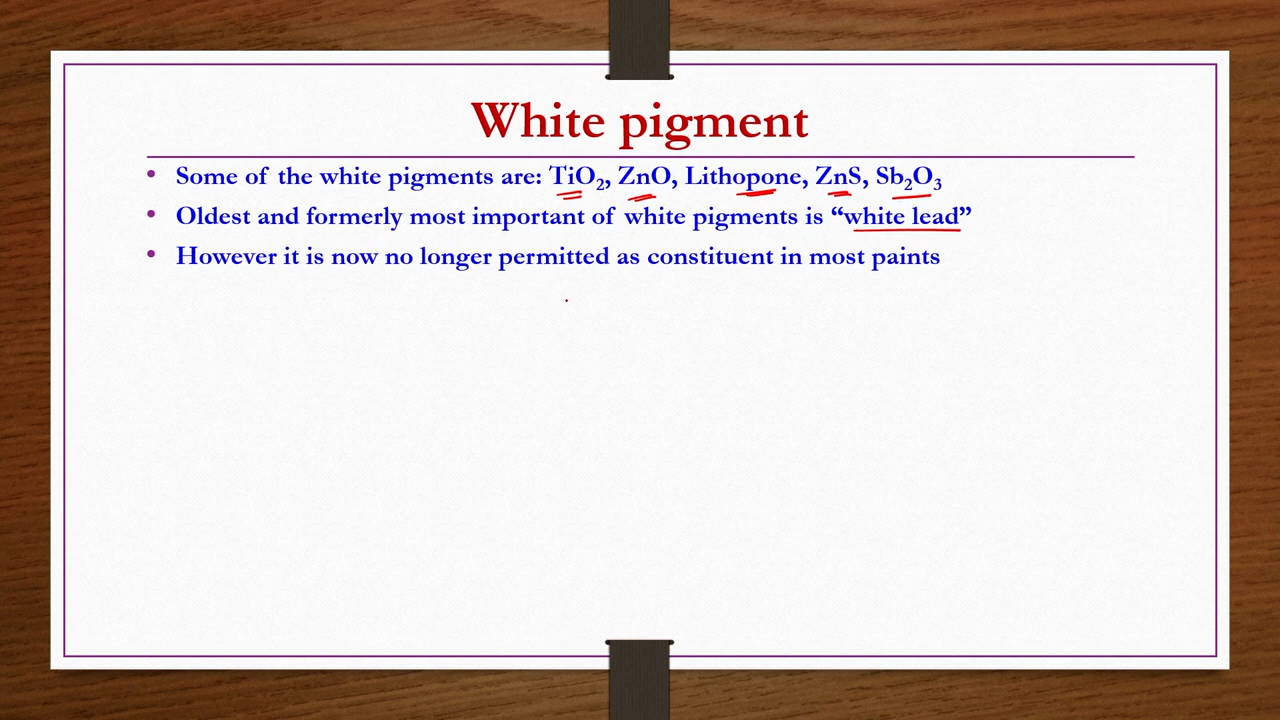 White pigment
• Some of the white pigments are: TiO₂, ZnO, Lithopone, ZnS, Sb₂O₃
• Oldest and formerly most important of white pigments is “white lead”
• However it is now no longer permitted as constituent in most paints